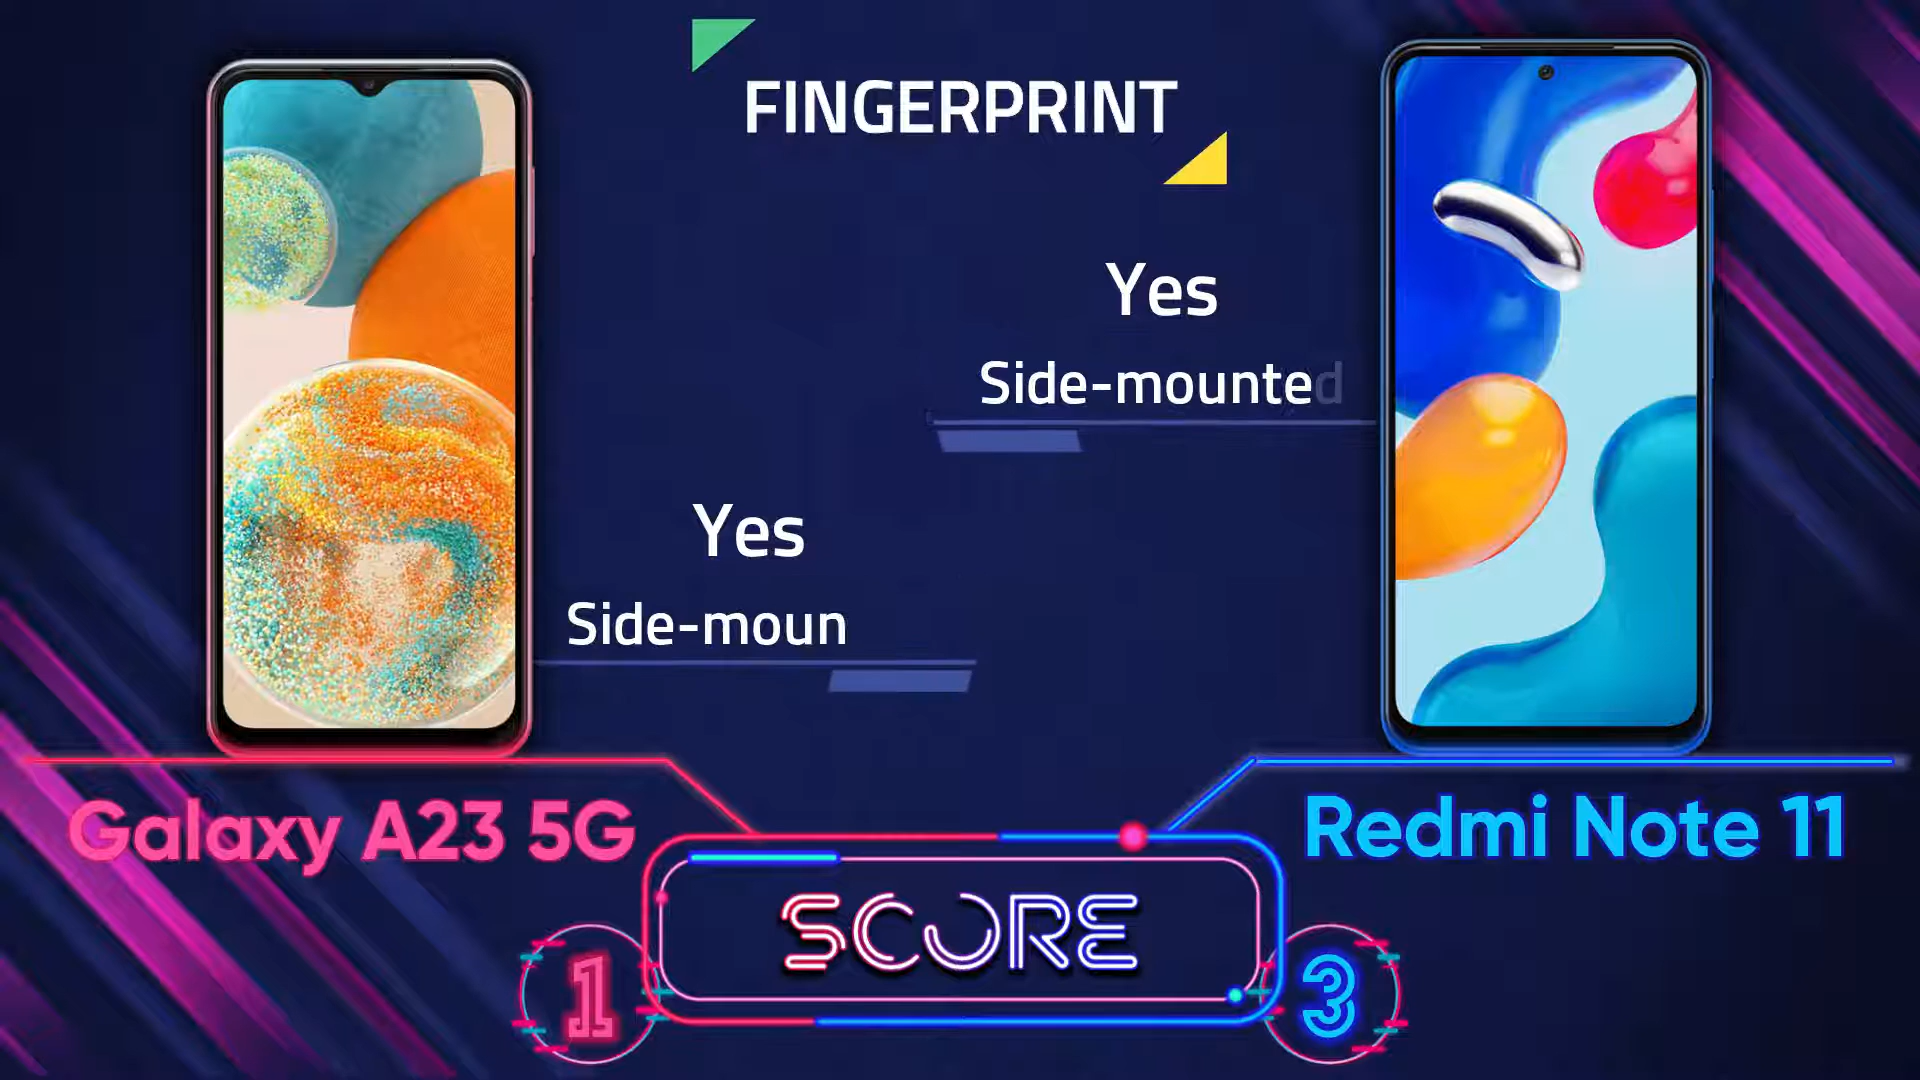 FINGERPRINT
Yes
Side-mounted
Yes
Side-moun
Galaxy A23 5G
Redmi Note 11
SCORE
1
3